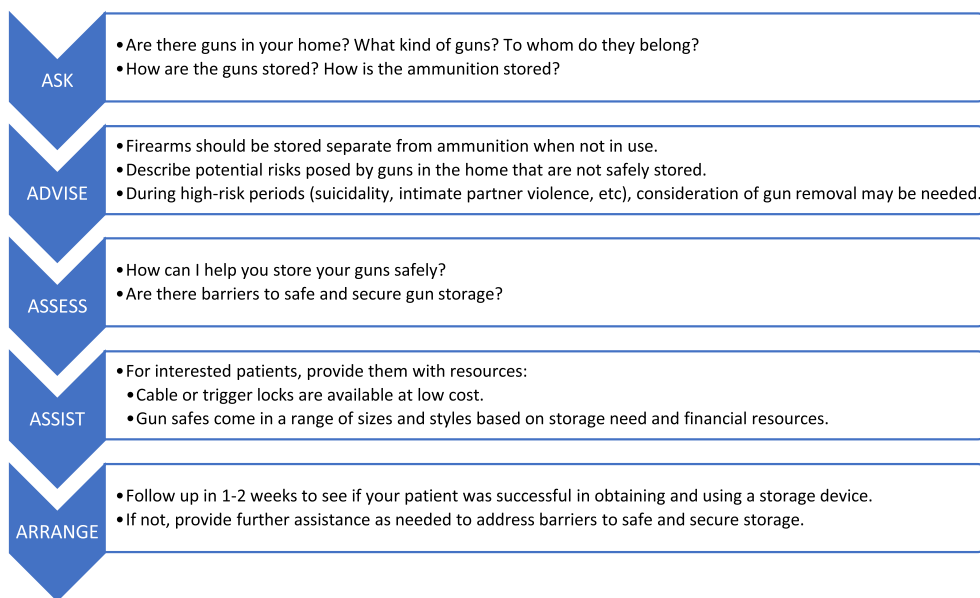 ASK
•Are there guns in your home? What kind of guns? To whom do they belong?
•How are the guns stored? How is the ammunition stored?
ADVISE
•Firearms should be stored separate from ammunition when not in use.
•Describe potential risks posed by guns in the home that are not safely stored.
•During high-risk periods (suicidality, intimate partner violence, etc), consideration of gun removal may be needed.
ASSESS
•How can I help you store your guns safely?
•Are there barriers to safe and secure gun storage?
ASSIST
•For interested patients, provide them with resources:
•Cable or trigger locks are available at low cost.
•Gun safes come in a range of sizes and styles based on storage need and financial resources.
ARRANGE
•Follow up in 1-2 weeks to see if your patient was successful in obtaining and using a storage device.
•If not, provide further assistance as needed to address barriers to safe and secure storage.